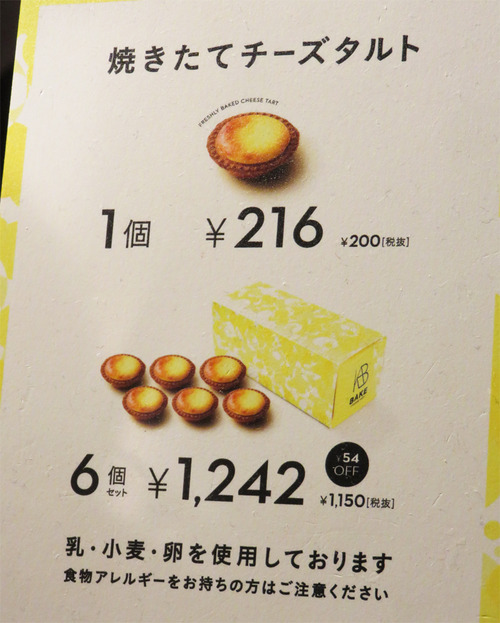 焼きたてチーズタルト
FRESHLY BAKED CHEESE TART
1個 ¥216 ¥200[税抜]
BAKE
6個セット ¥1,242 ¥54 OFF ¥1,150[税抜]
乳・小麦・卵を使用しております
食物アレルギーをお持ちの方はご注意ください